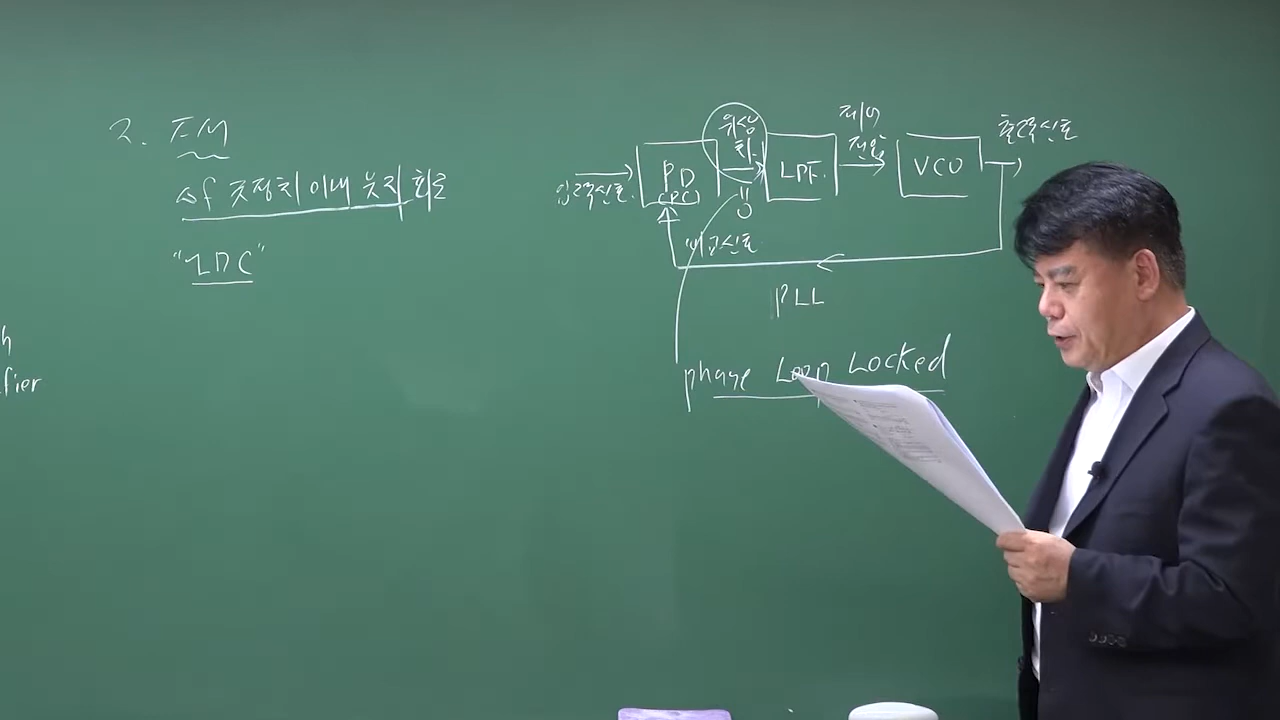 2. FM
Δf 규정치 이내 유지 회로
"IDC"
h
fier
입력신호
PD
(PC)
위상
차
=
0
LPF.
제어
전압
VCO
출력신호
비교신호
PLL
phase Loop Locked